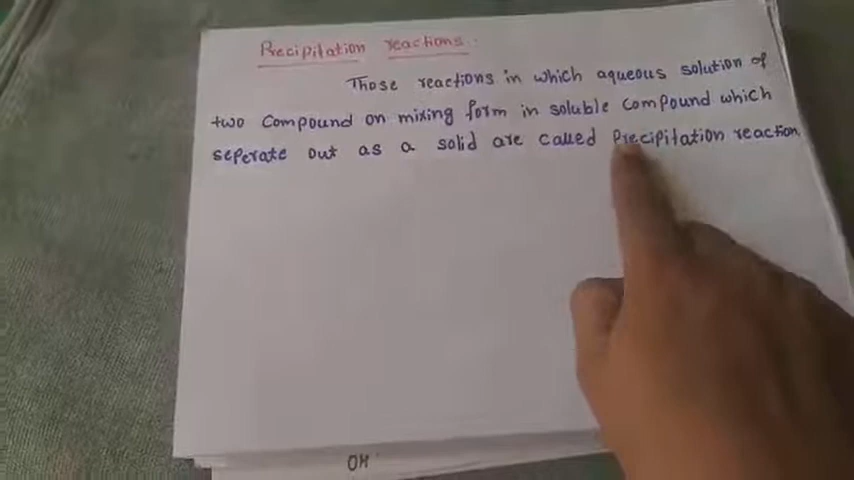 Precipitation reactions.
Those reactions in which aqueous solution of
two compound on mixing form in soluble compound which
seperate out as a solid are called Precipitation reaction
OH